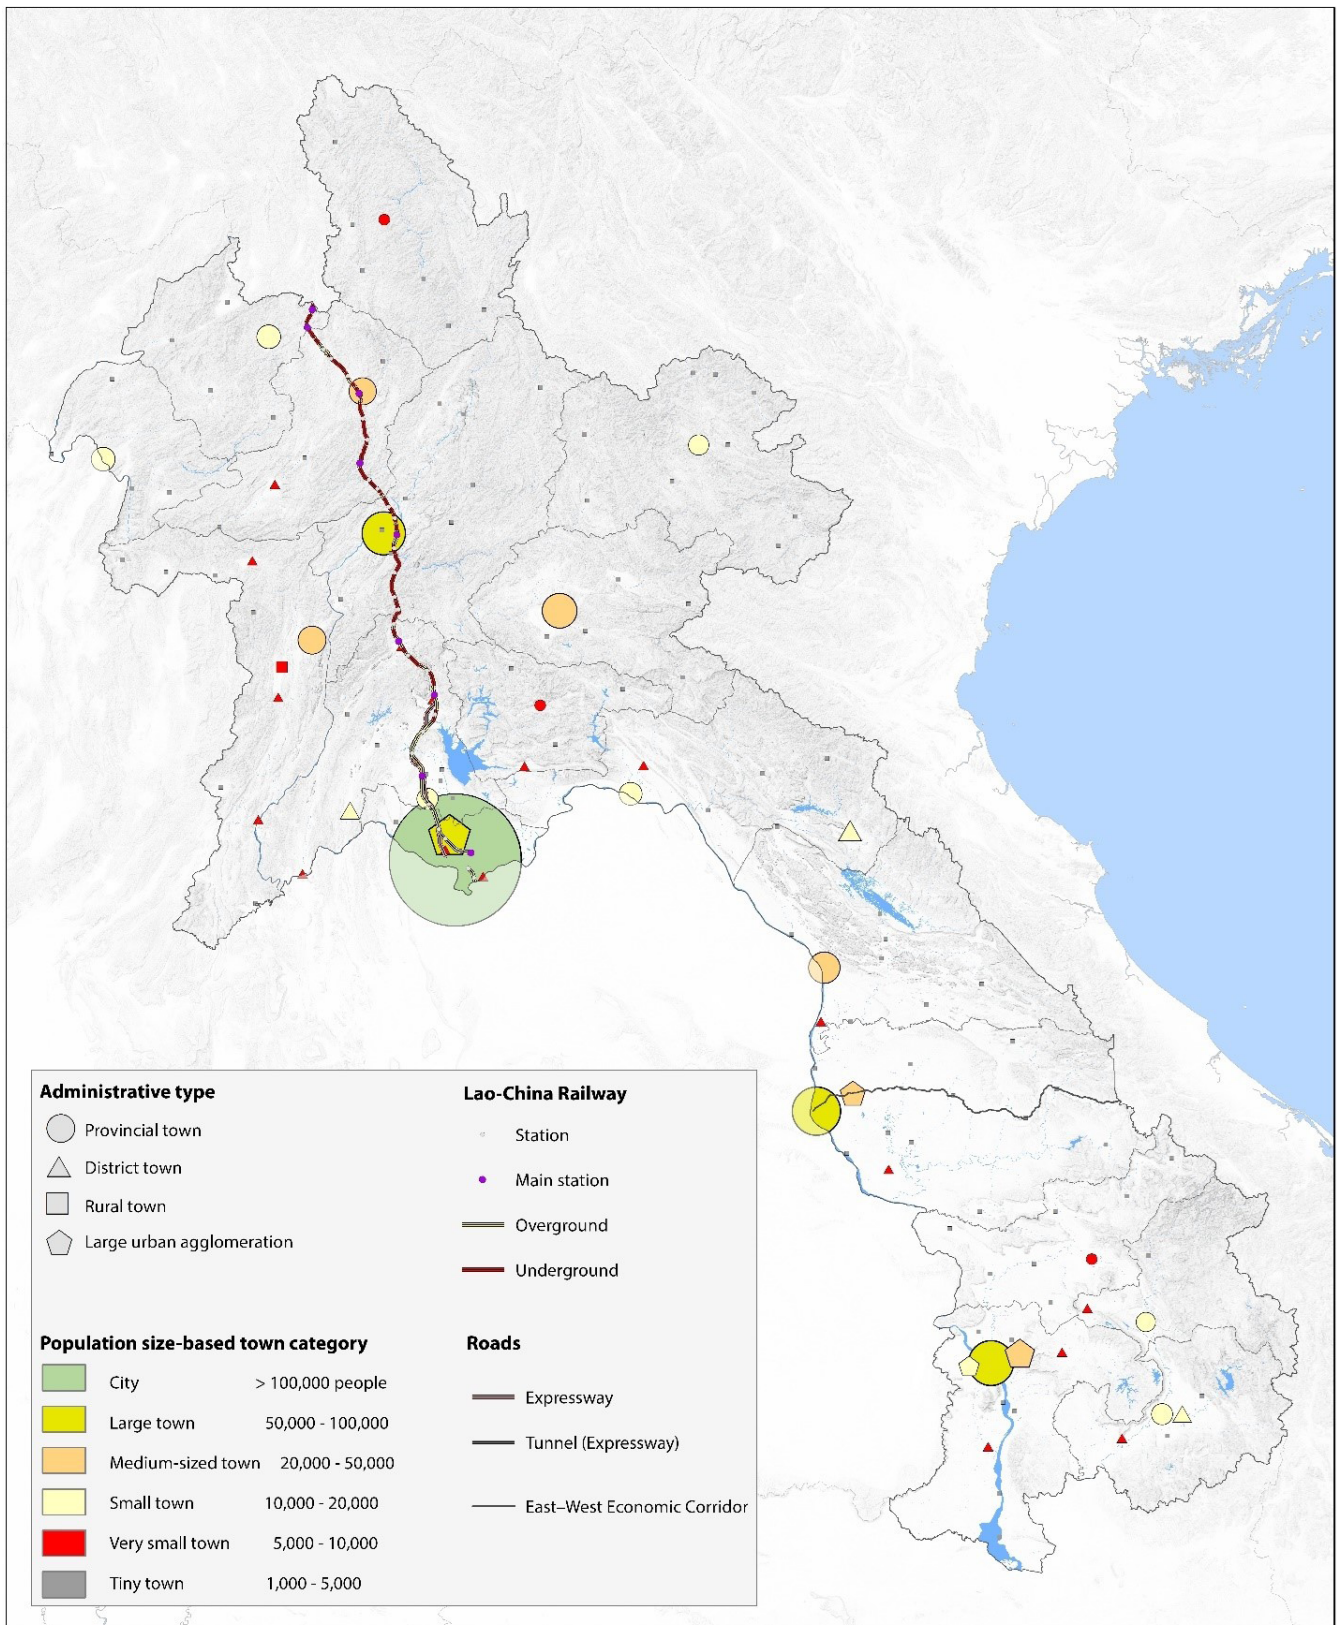 Administrative type
Provincial town
District town
Rural town
Large urban agglomeration
Lao-China Railway
Station
Main station
Overground
Underground
Population size-based town category
City > 100,000 people
Large town 50,000 - 100,000
Medium-sized town 20,000 - 50,000
Small town 10,000 - 20,000
Very small town 5,000 - 10,000
Tiny town 1,000 - 5,000
Roads
Expressway
Tunnel (Expressway)
East–West Economic Corridor